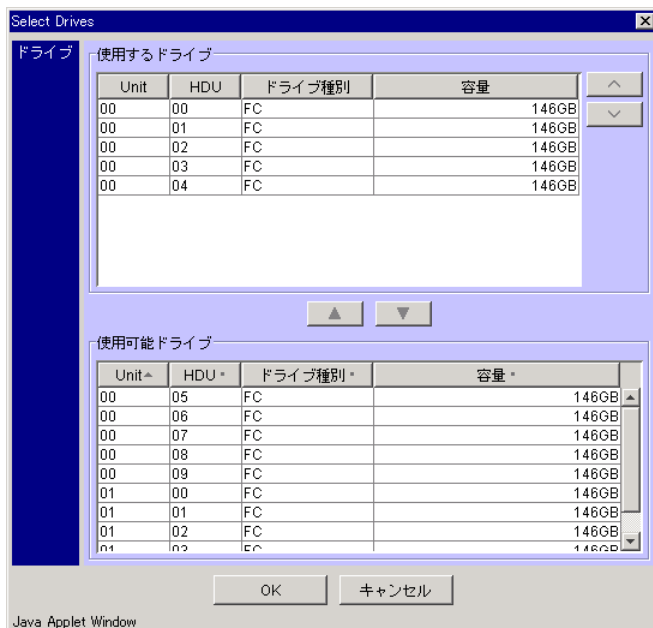 Select Drives
ドライブ
使用するドライブ
Unit HDU ドライブ種別 容量
00 00 FC 146GB
00 01 FC 146GB
00 02 FC 146GB
00 03 FC 146GB
00 04 FC 146GB
使用可能ドライブ
Unit HDU ドライブ種別 容量
00 05 FC 146GB
00 06 FC 146GB
00 07 FC 146GB
00 08 FC 146GB
00 09 FC 146GB
01 00 FC 146GB
01 01 FC 146GB
01 02 FC 146GB
01 03 FC 146GB
OK キャンセル
Java Applet Window